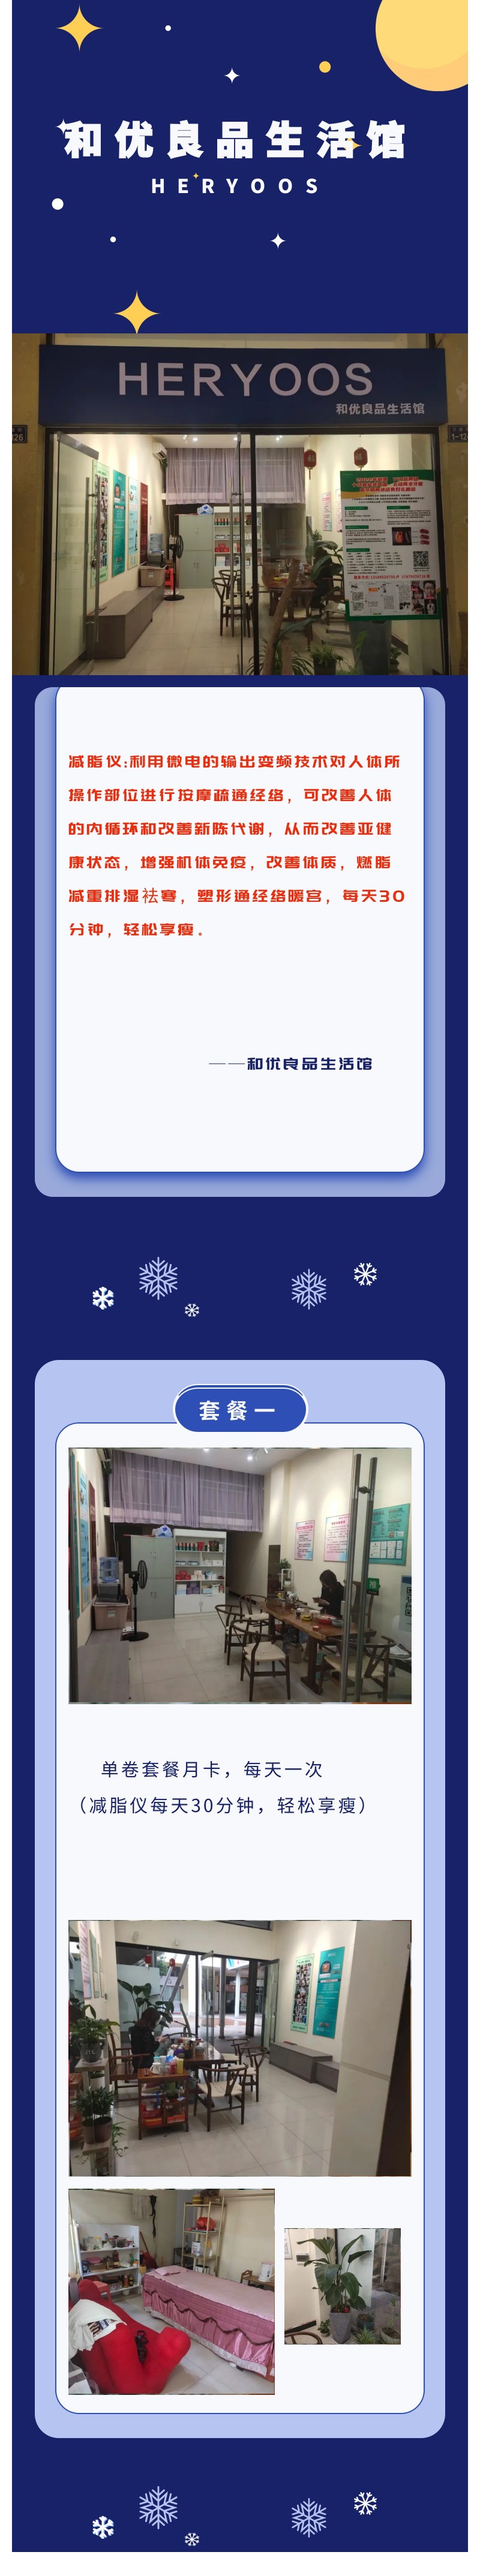 和优良品生活馆
HERYOOS
HERYOOS
和优良品生活馆
减脂仪:利用微电的输出变频技术对人体所
操作部位进行按摩疏通经络，可改善人体
的内循环和改善新陈代谢，从而改善亚健
康状态，增强机体免疫，改善体质，燃脂
减重排湿祛寒，塑形通经络暖宫，每天30
分钟，轻松享瘦。
——和优良品生活馆
套餐一
单卷套餐月卡，每天一次
（减脂仪每天30分钟，轻松享瘦）